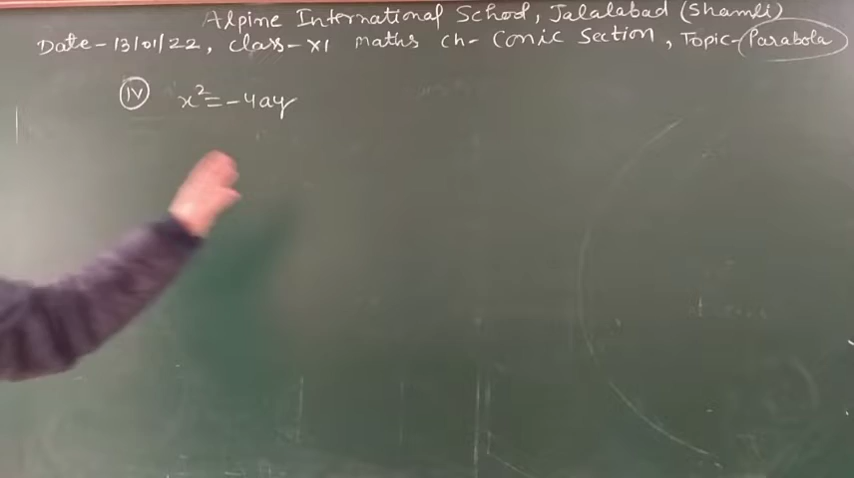 Alpine International School, Jalalabad (Shamli)
Date-13/01/22, class-XI maths ch- Conic Section, Topic-Parabola
IV x²=-4ay